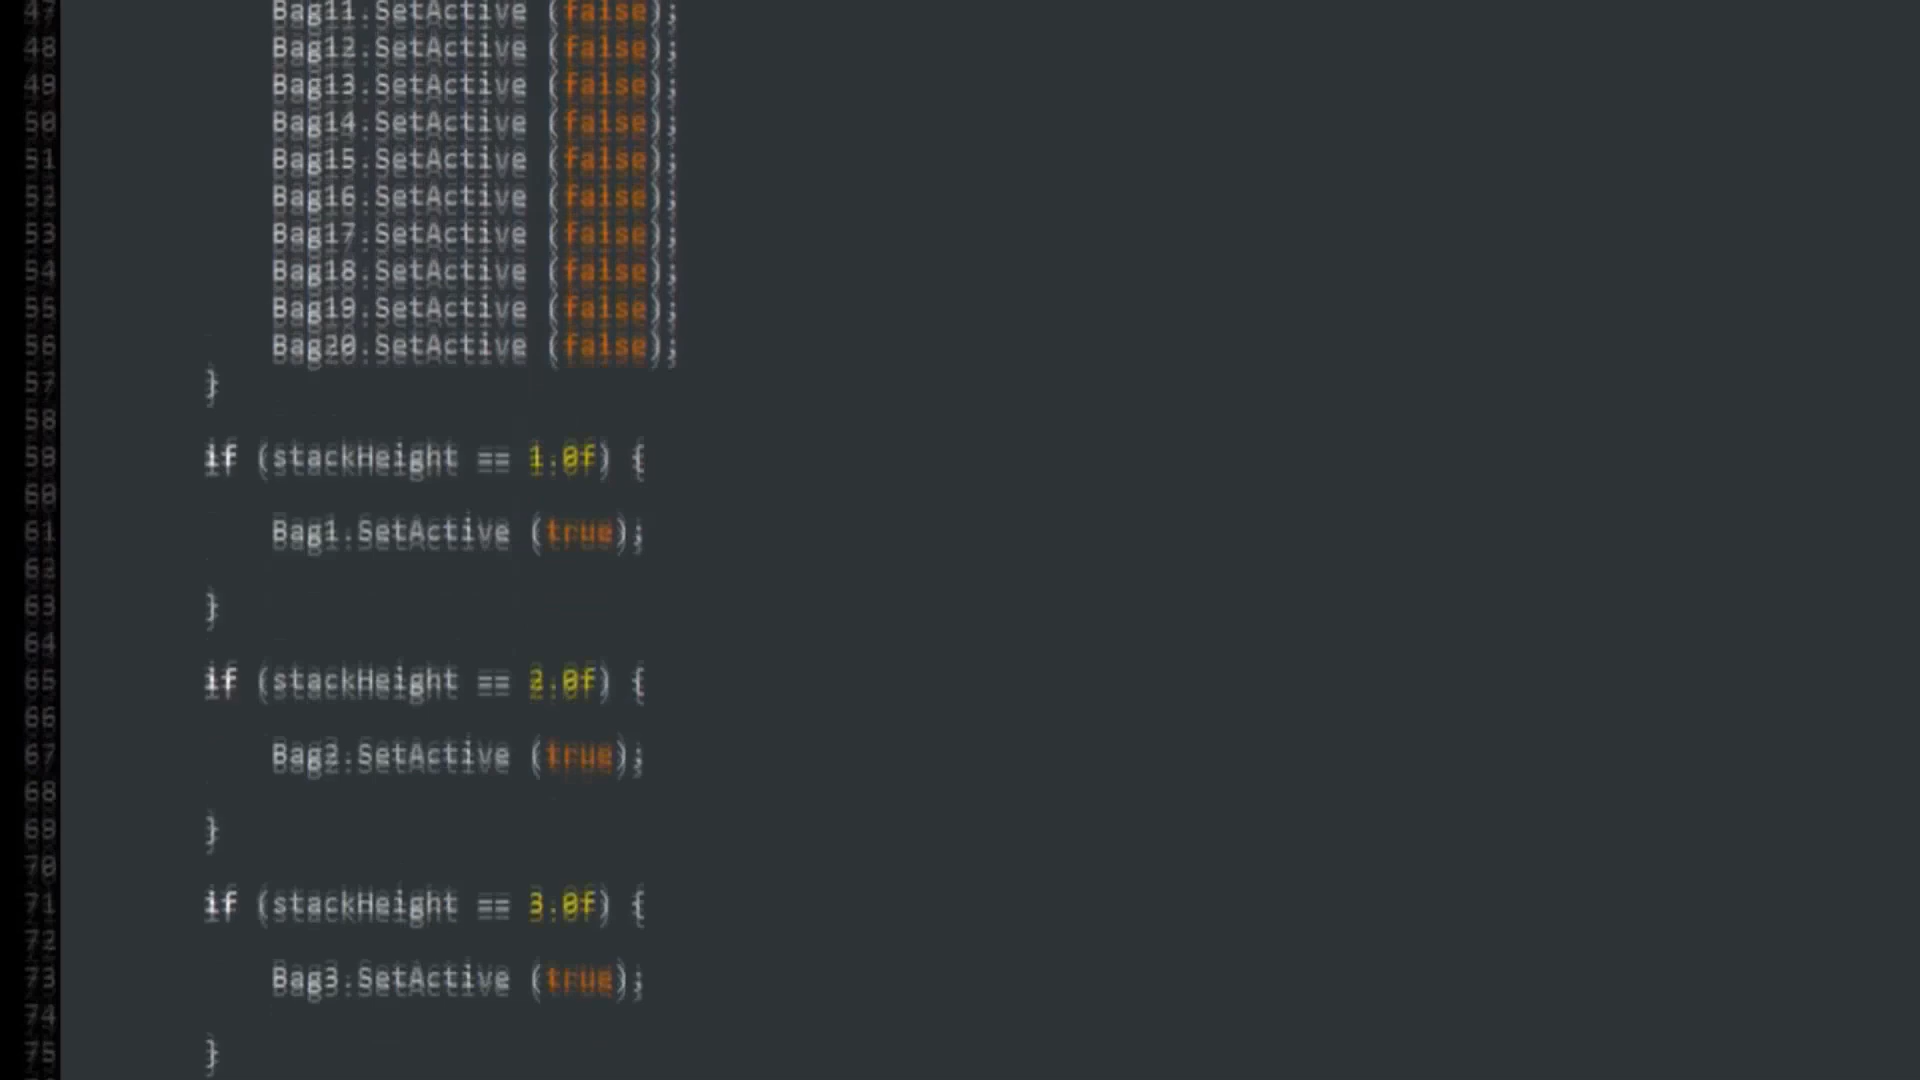 47 Bag11.SetActive (false);
48 Bag12.SetActive (false);
49 Bag13.SetActive (false);
50 Bag14.SetActive (false);
51 Bag15.SetActive (false);
52 Bag16.SetActive (false);
53 Bag17.SetActive (false);
54 Bag18.SetActive (false);
55 Bag19.SetActive (false);
56 Bag20.SetActive (false);
57 }
58
59 if (stackHeight == 1.0f) {
60
61 Bag1.SetActive (true);
62
63 }
64
65 if (stackHeight == 2.0f) {
66
67 Bag2.SetActive (true);
68
69 }
70
71 if (stackHeight == 3.0f) {
72
73 Bag3.SetActive (true);
74
75 }